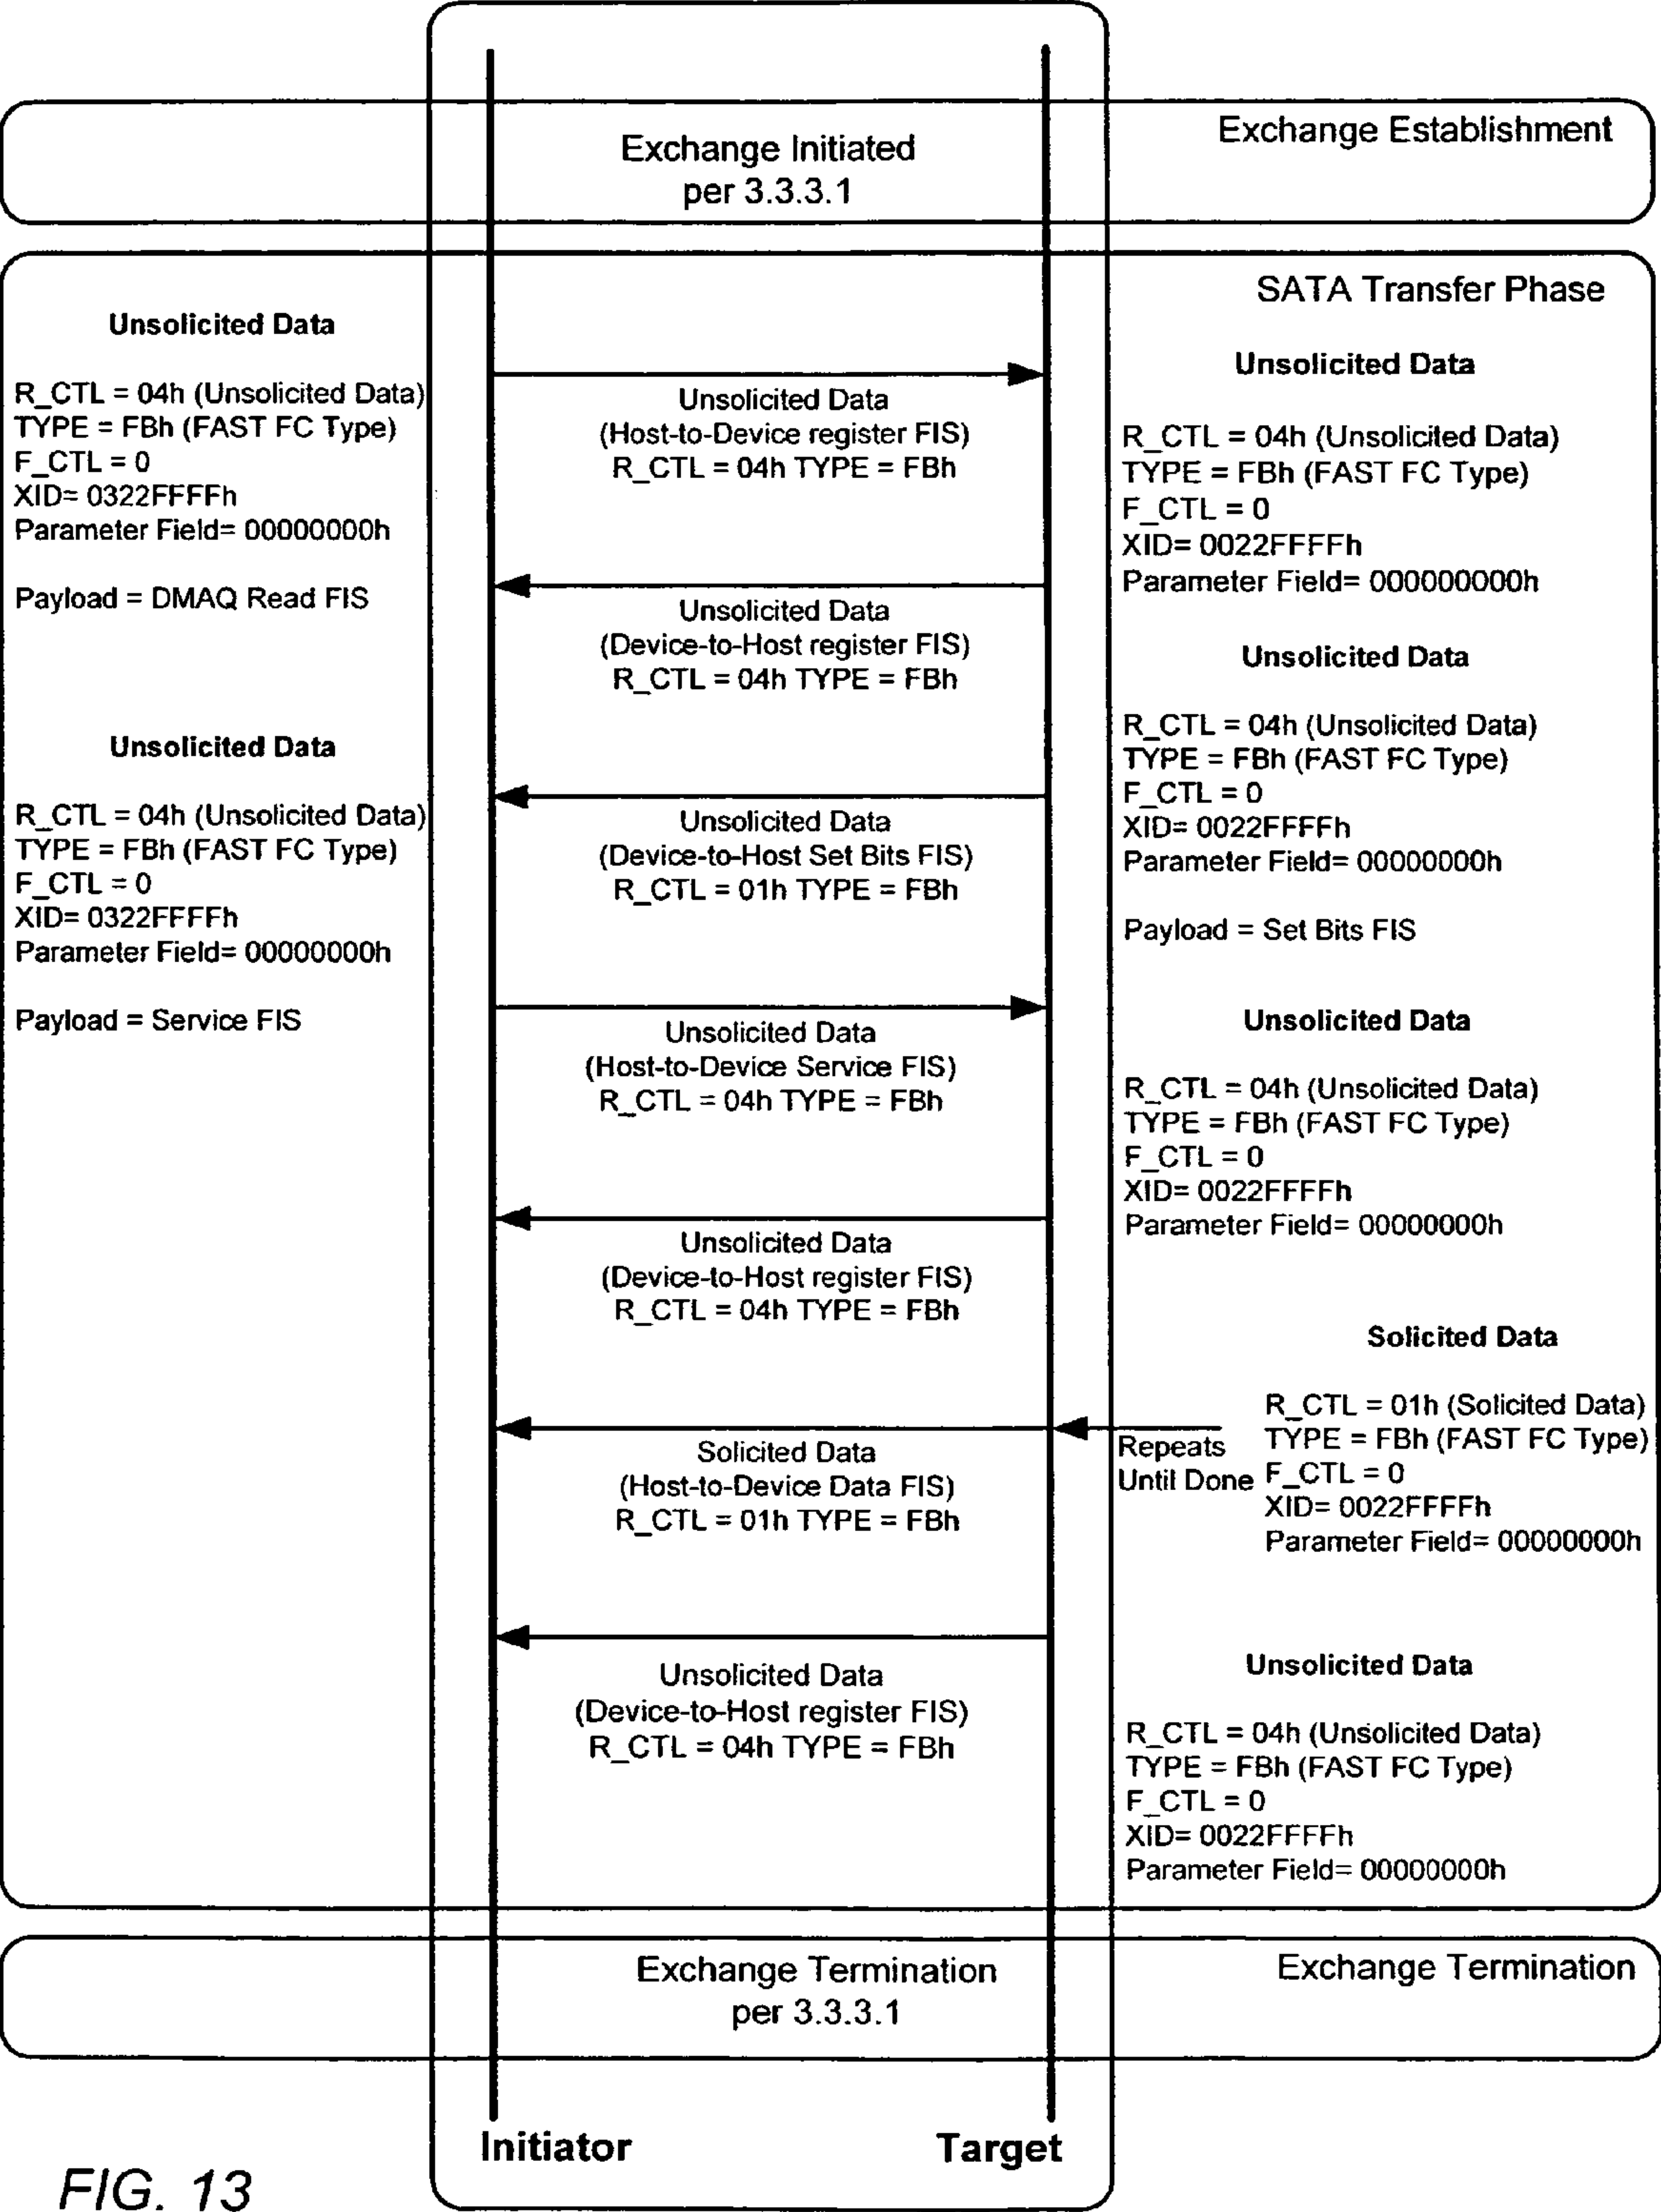 Exchange Initiated
per 3.3.3.1
Exchange Establishment
SATA Transfer Phase
Unsolicited Data
R_CTL = 04h (Unsolicited Data)
TYPE = FBh (FAST FC Type)
F_CTL = 0
XID= 0322FFFFh
Parameter Field= 00000000h
Payload = DMAQ Read FIS
Unsolicited Data
R_CTL = 04h (Unsolicited Data)
TYPE = FBh (FAST FC Type)
F_CTL = 0
XID= 0322FFFFh
Parameter Field= 00000000h
Payload = Service FIS
Unsolicited Data
(Host-to-Device register FIS)
R_CTL = 04h TYPE = FBh
Unsolicited Data
(Device-to-Host register FIS)
R_CTL = 04h TYPE = FBh
Unsolicited Data
(Device-to-Host Set Bits FIS)
R_CTL = 01h TYPE = FBh
Unsolicited Data
(Host-to-Device Service FIS)
R_CTL = 04h TYPE = FBh
Unsolicited Data
(Device-to-Host register FIS)
R_CTL = 04h TYPE = FBh
Solicited Data
(Host-to-Device Data FIS)
R_CTL = 01h TYPE = FBh
Unsolicited Data
(Device-to-Host register FIS)
R_CTL = 04h TYPE = FBh
Unsolicited Data
R_CTL = 04h (Unsolicited Data)
TYPE = FBh (FAST FC Type)
F_CTL = 0
XID= 0022FFFFh
Parameter Field= 000000000h
Unsolicited Data
R_CTL = 04h (Unsolicited Data)
TYPE = FBh (FAST FC Type)
F_CTL = 0
XID= 0022FFFFh
Parameter Field= 00000000h
Payload = Set Bits FIS
Unsolicited Data
R_CTL = 04h (Unsolicited Data)
TYPE = FBh (FAST FC Type)
F_CTL = 0
XID= 0022FFFFh
Parameter Field= 00000000h
Repeats
Until Done
Solicited Data
R_CTL = 01h (Solicited Data)
TYPE = FBh (FAST FC Type)
F_CTL = 0
XID= 0022FFFFh
Parameter Field= 00000000h
Unsolicited Data
R_CTL = 04h (Unsolicited Data)
TYPE = FBh (FAST FC Type)
F_CTL = 0
XID= 0022FFFFh
Parameter Field= 00000000h
Exchange Termination
per 3.3.3.1
Exchange Termination
Initiator
Target
FIG. 13